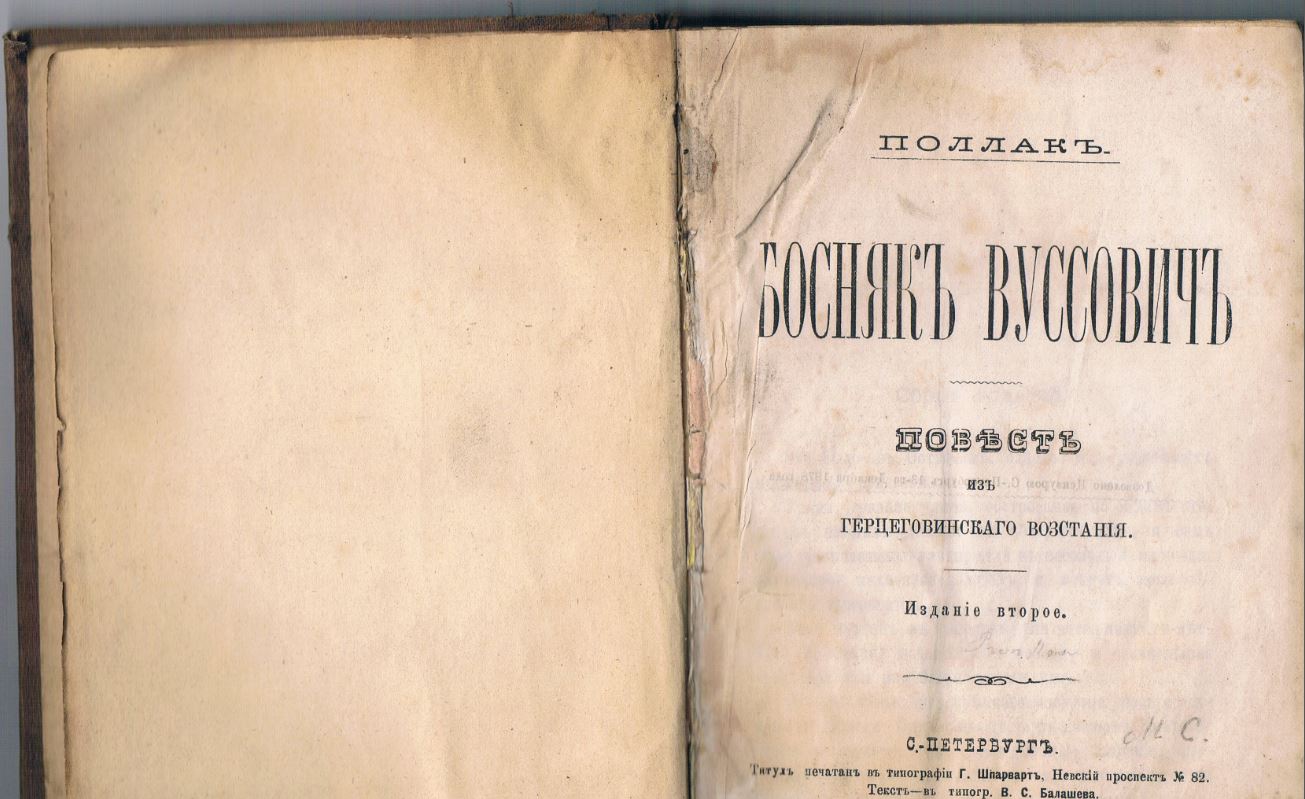 ПОЛЛАКЪ.
БОСНЯКЪ ВУССОВИЧЪ
ПОВѢСТЬ
ИЗЪ
ГЕРЦЕГОВИНСКАГО ВОЗСТАНІЯ.
Изданіе второе.
М С.
С.-ПЕТЕРБУРГЪ.
Титулъ печатанъ въ типографіи Г. Шпарвартъ, Невскій проспектъ № 82.
Текстъ—въ типогр. В. С. Балашева.